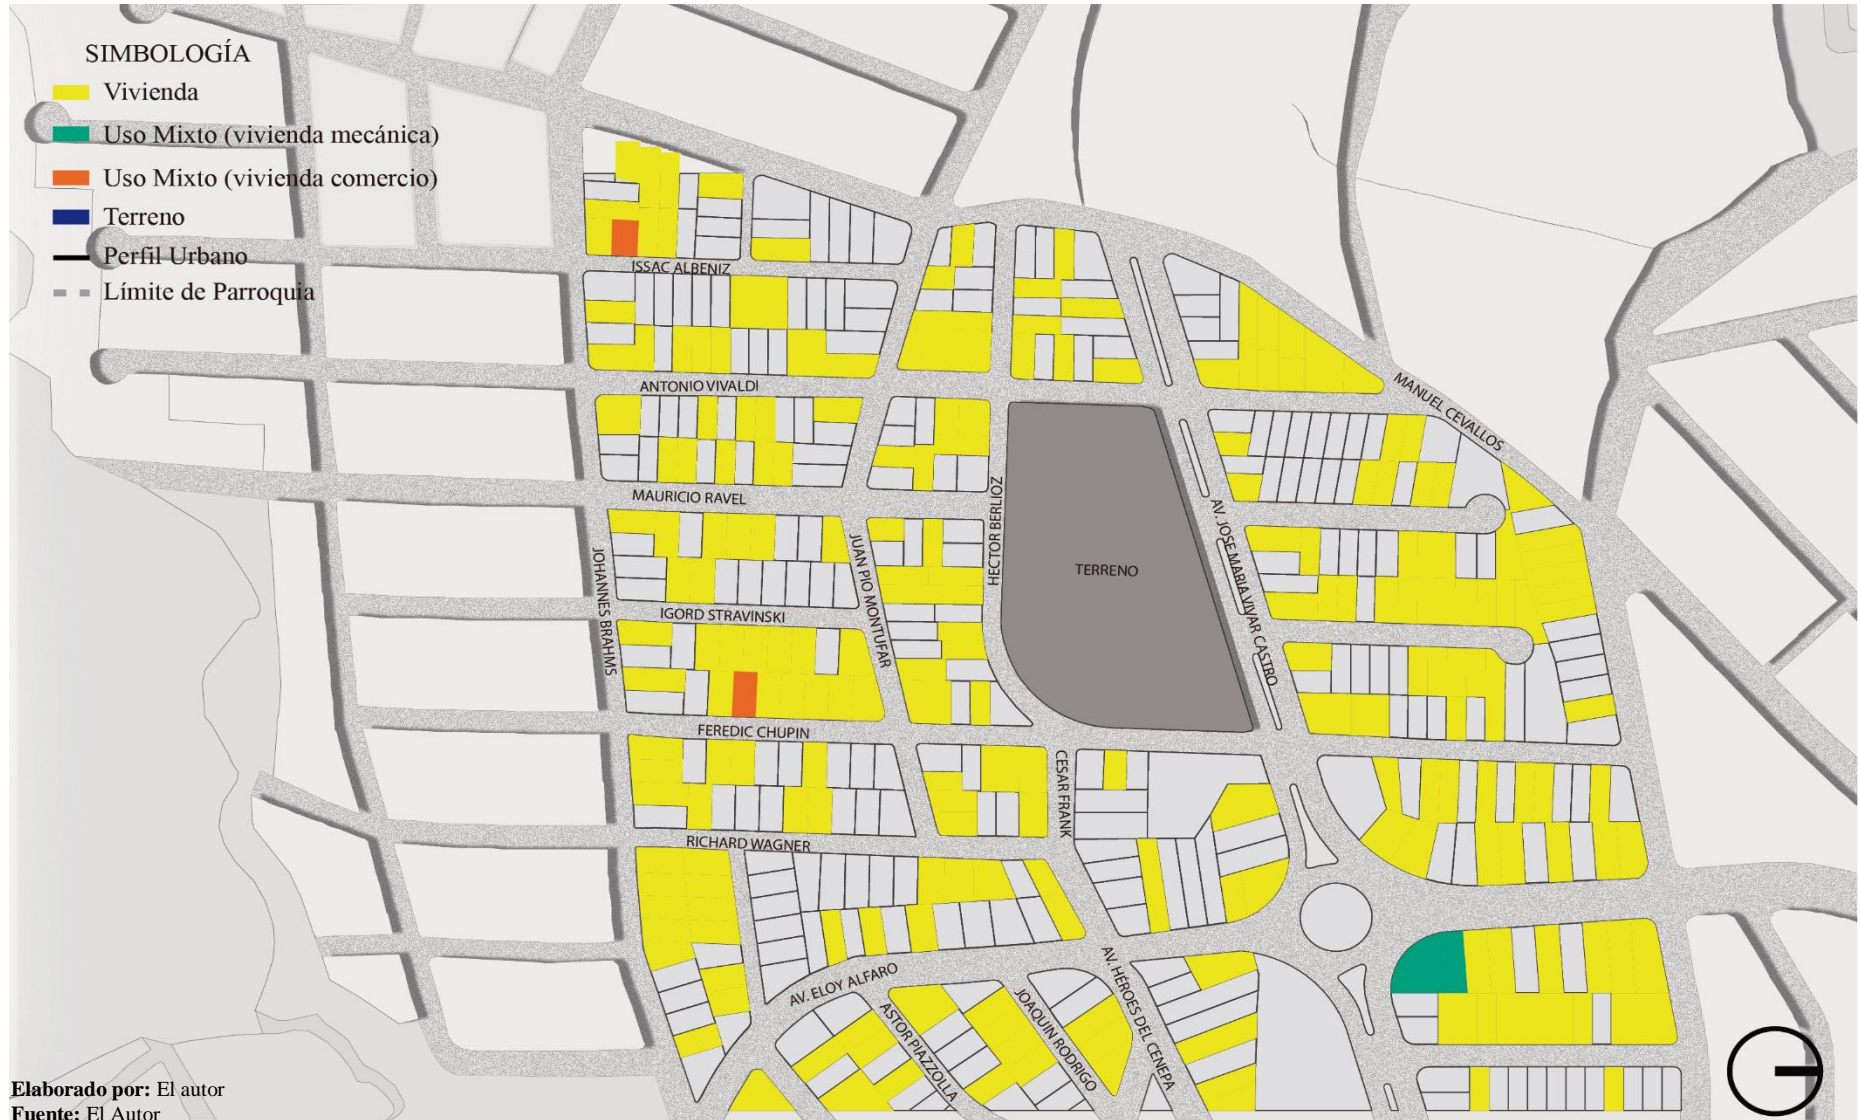 SIMBOLOGÍA
Vivienda
Uso Mixto (vivienda mecánica)
Uso Mixto (vivienda comercio)
Terreno
Perfil Urbano
Límite de Parroquia
ISSAC ALBENIZ
ANTONIO VIVALDI
MANUEL CEVALLOS
MAURICIO RAVEL
HECTOR BERLIOZ
AV. JOSE MARIA VIVAR CASTRO
JOHANNES BRAHMS
JUAN PIO MONTUFAR
TERRENO
IGORD STRAVINSKI
FEREDIC CHUPIN
CESAR FRANK
RICHARD WAGNER
AV. ELOY ALFARO
ASTOR PIAZZOLLA
JOAQUIN RODRIGO
AV. HÉROES DEL CENEPA
Elaborado por: El autor
Fuente: El Autor